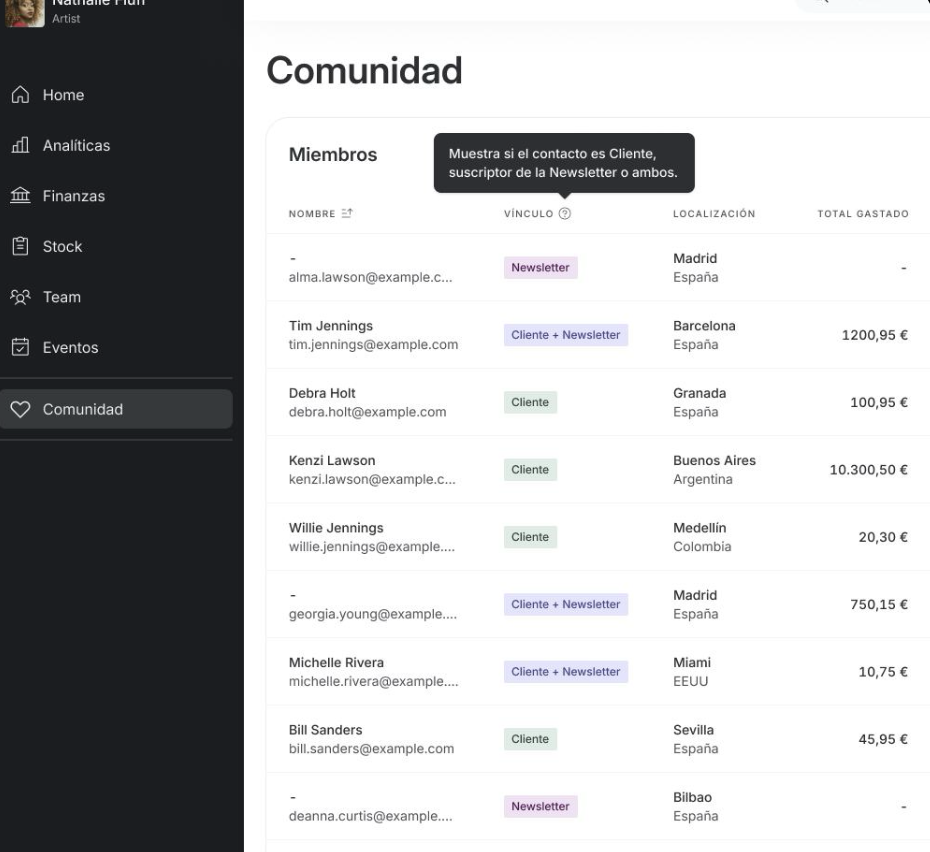 Nathalie Fluff
Artist
Home
Analíticas
Finanzas
Stock
Team
Eventos
Comunidad
Comunidad
Miembros
Muestra si el contacto es Cliente,
suscriptor de la Newsletter o ambos.
NOMBRE VÍNCULO LOCALIZACIÓN TOTAL GASTADO
- Newsletter Madrid -
alma.lawson@example.c... España
Tim Jennings Cliente + Newsletter Barcelona 1200,95 €
tim.jennings@example.com España
Debra Holt Cliente Granada 100,95 €
debra.holt@example.com España
Kenzi Lawson Cliente Buenos Aires 10.300,50 €
kenzi.lawson@example.c... Argentina
Willie Jennings Cliente Medellín 20,30 €
willie.jennings@example.... Colombia
- Cliente + Newsletter Madrid 750,15 €
georgia.young@example.... España
Michelle Rivera Cliente + Newsletter Miami 10,75 €
michelle.rivera@example.... EEUU
Bill Sanders Cliente Sevilla 45,95 €
bill.sanders@example.com España
- Newsletter Bilbao -
deanna.curtis@example.... España